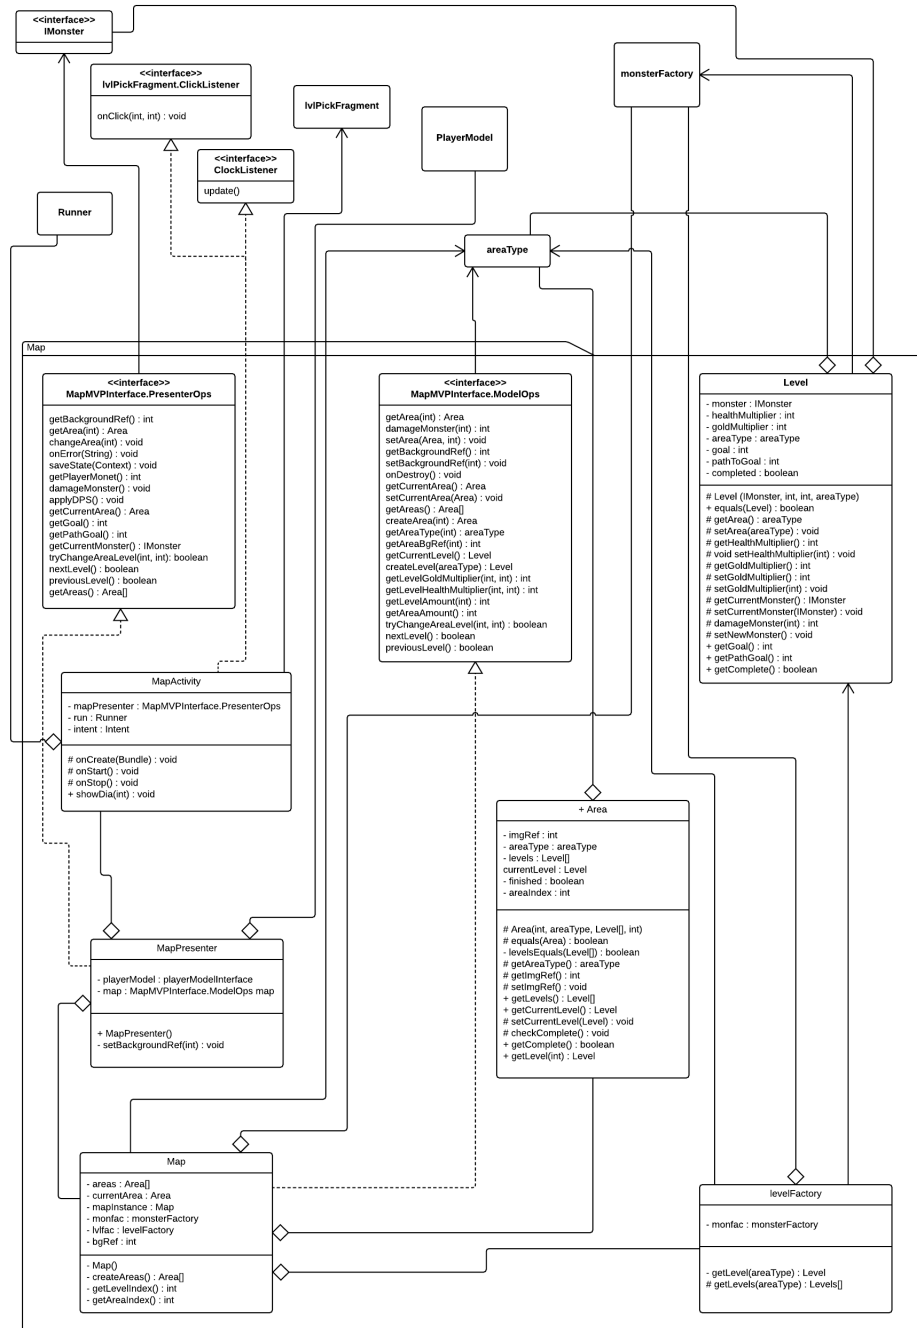 <<interface>>
IMonster
<<interface>>
lvlPickFragment.ClickListener
onClick(int, int) : void
lvlPickFragment
monsterFactory
PlayerModel
<<interface>>
ClockListener
update()
Runner
areaType
Map
<<interface>>
MapMVPInterface.PresenterOps
getBackgroundRef() : int
getArea(int) : Area
changeArea(int) : void
onError(String) : void
saveState(Context) : void
getPlayerMonet() : int
damageMonster() : void
applyDPS() : void
getCurrentArea() : Area
getGoal() : int
getPathGoal() : int
getCurrentMonster() : IMonster
tryChangeAreaLevel(int, int): boolean
nextLevel() : boolean
previousLevel() : boolean
getAreas() : Area[]
<<interface>>
MapMVPInterface.ModelOps
getArea(int) : Area
damageMonster(int) : int
setArea(Area, int) : void
getBackgroundRef() : int
setBackgroundRef(int) : void
onDestroy() : void
getCurrentArea() : Area
setCurrentArea(Area) : void
getAreas() : Area[]
createArea(int) : Area
getAreaType(int) : areaType
getAreaBgRef(int) : int
getCurrentLevel() : Level
createLevel(areaType) : Level
getLevelGoldMultiplier(int, int) : int
getLevelHealthMultiplier(int, int) : int
getLevelAmount(int) : int
getAreaAmount() : int
tryChangeAreaLevel(int, int) : boolean
nextLevel() : boolean
previousLevel() : boolean
Level
- monster : IMonster
- healthMultiplier : int
- goldMultiplier : int
- areaType : areaType
- goal : int
- pathToGoal : int
- completed : boolean
# Level (IMonster, int, int, areaType)
+ equals(Level) : boolean
# getArea() : areaType
# setArea(areaType) : void
# getHealthMultiplier() : int
# void setHealthMultiplier(int) : void
# getGoldMultiplier() : int
# setGoldMultiplier() : int
# setGoldMultiplier(int) : void
# getCurrentMonster() : IMonster
# setCurrentMonster(IMonster) : void
# damageMonster(int) : int
# setNewMonster() : void
+ getGoal() : int
+ getPathGoal() : int
+ getComplete() : boolean
MapActivity
- mapPresenter : MapMVPInterface.PresenterOps
- run : Runner
- intent : Intent
# onCreate(Bundle) : void
# onStart() : void
# onStop() : void
+ showDia(int) : void
+ Area
- imgRef : int
- areaType : areaType
- levels : Level[]
currentLevel : Level
- finished : boolean
- areaIndex : int
# Area(int, areaType, Level[], int)
# equals(Area) : boolean
- levelsEquals(Level[]) : boolean
# getAreaType() : areaType
# getImgRef() : int
# setImgRef() : void
+ getLevels() : Level[]
+ getCurrentLevel() : Level
# setCurrentLevel(Level) : void
# checkComplete() : void
+ getComplete() : boolean
+ getLevel(int) : Level
MapPresenter
- playerModel : playerModelInterface
- map : MapMVPInterface.ModelOps map
+ MapPresenter()
- setBackgroundRef(int) : void
Map
- areas : Area[]
- currentArea : Area
- mapInstance : Map
- monfac : monsterFactory
- lvlfac : levelFactory
- bgRef : int
- Map()
- createAreas() : Area[]
- getLevelIndex() : int
- getAreaIndex() : int
levelFactory
- monfac : monsterFactory
- getLevel(areaType) : Level
# getLevels(areaType) : Levels[]